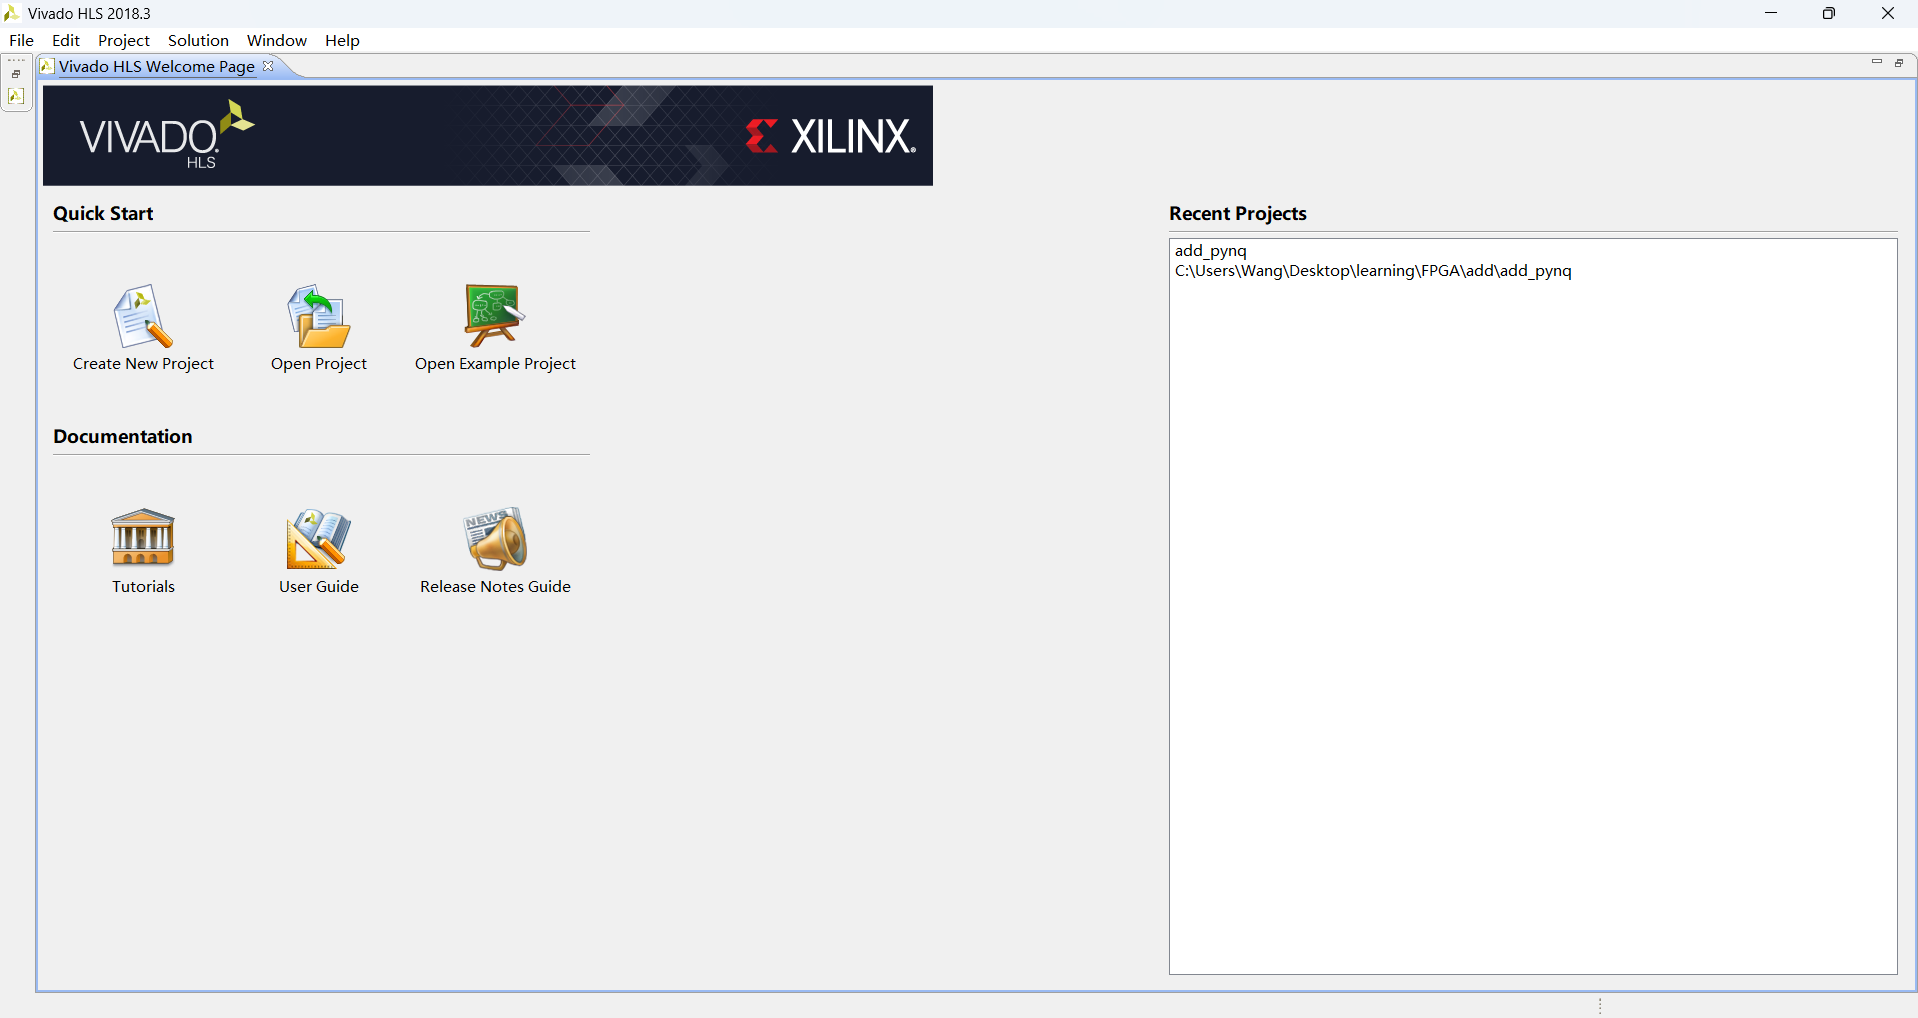 Vivado HLS 2018.3
File Edit Project Solution Window Help
Vivado HLS Welcome Page
VIVADO.
HLS
XILINX.
Quick Start
Create New Project
Open Project
Open Example Project
Documentation
NEWS
Tutorials
User Guide
Release Notes Guide
Recent Projects
add_pynq
C:\Users\Wang\Desktop\learning\FPGA\add\add_pynq